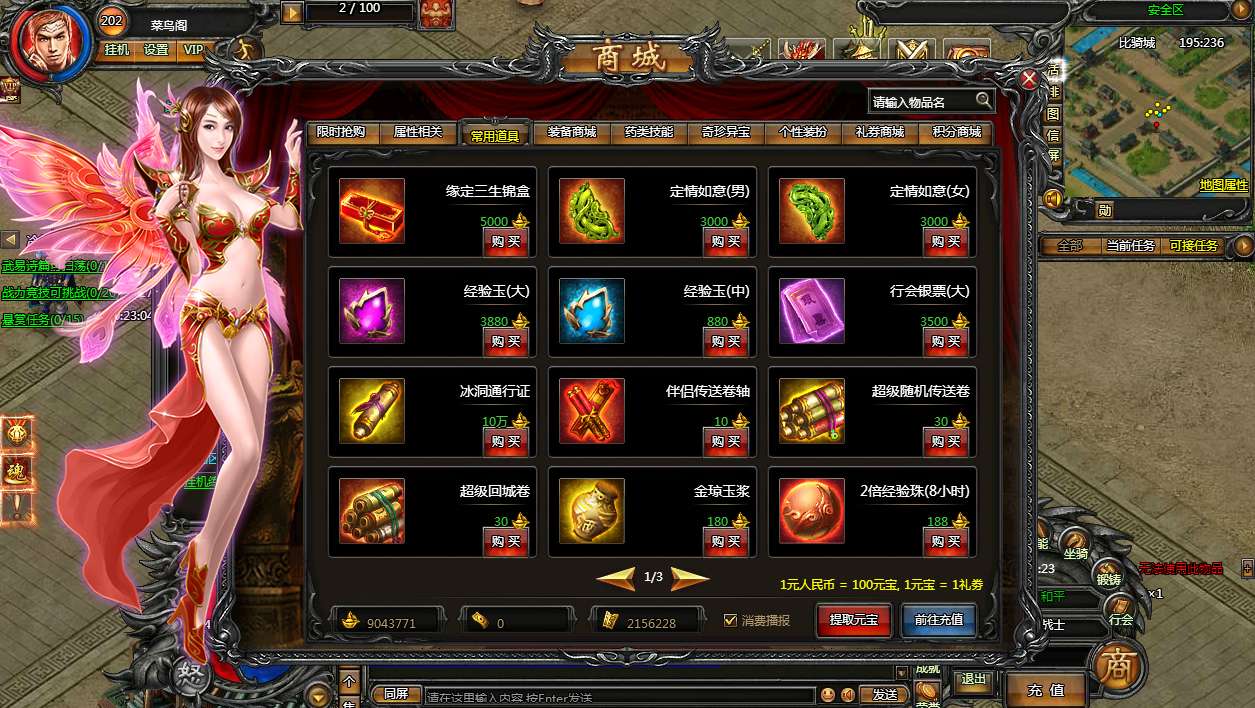 202
菜鸟阁
2 / 100
安全区
挂机
设置
VIP
商城
比骑城
195:236
请输入物品名
限时抢购
属性相关
常用道具
装备商城
药类技能
奇珍异宝
个性装扮
礼券商城
积分商城
地图属性
勋
全部
当前任务
可接任务
缘定三生锦盒
5000
购买
定情如意(男)
3000
购买
定情如意(女)
3000
购买
经验玉(大)
3880
购买
经验玉(中)
880
购买
行会银票(大)
3500
购买
冰洞通行证
10万
购买
伴侣传送卷轴
10
购买
超级随机传送卷
30
购买
超级回城卷
30
购买
金琼玉浆
180
购买
2倍经验珠(8小时)
188
购买
战力竞技可挑战(0/2
悬赏任务(0/15)
:23:04
魂
1/3
1元人民币 = 100元宝, 1元宝 = 1礼券
9043771
0
2156228
消费播报
提取元宝
前往充值
坐骑
:23
锻铸
无法使用此物品
×1
和平
行会
战士
商
怒
成就
同屏
请在这里输入内容,按Enter发送
发送
退出
充值